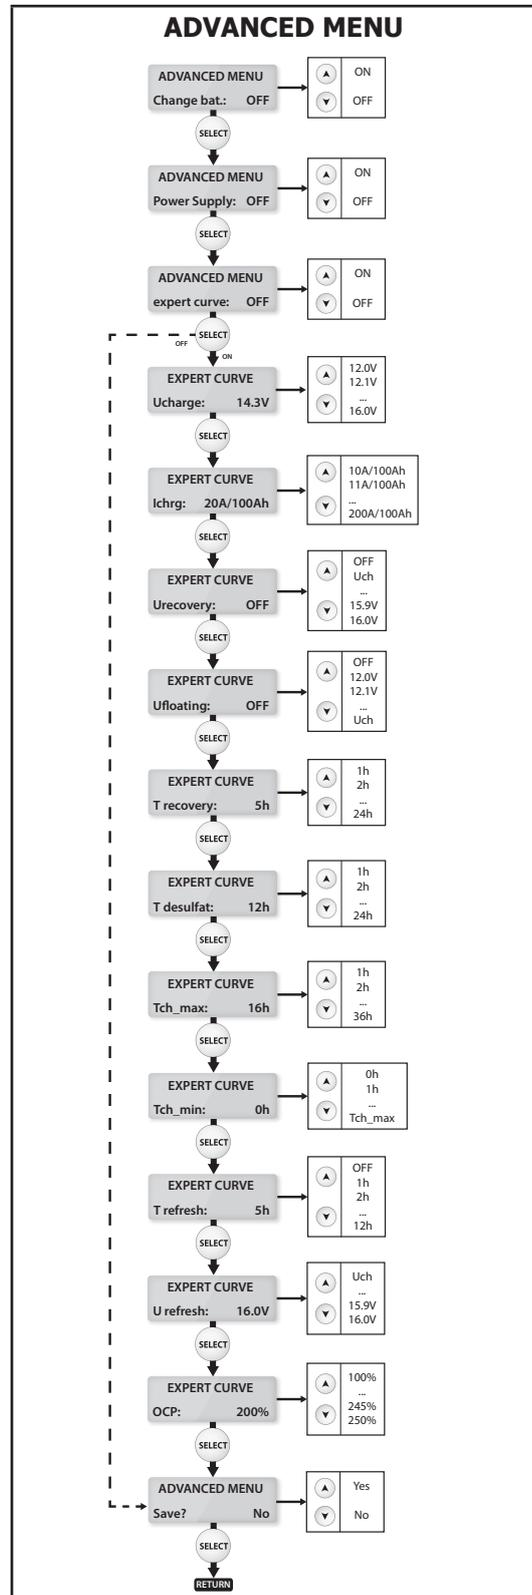 ADVANCED MENU
ADVANCED MENU
Change bat.: OFF
ON
OFF
SELECT
ADVANCED MENU
Power Supply: OFF
ON
OFF
SELECT
ADVANCED MENU
expert curve: OFF
ON
OFF
SELECT
OFF
ON
EXPERT CURVE
Ucharge: 14.3V
12.0V
12.1V
...
16.0V
SELECT
EXPERT CURVE
Ichrg: 20A/100Ah
10A/100Ah
11A/100Ah
...
200A/100Ah
SELECT
EXPERT CURVE
Urecovery: OFF
OFF
Uch
...
15.9V
16.0V
SELECT
EXPERT CURVE
Ufloating: OFF
OFF
12.0V
12.1V
...
Uch
SELECT
EXPERT CURVE
T recovery: 5h
1h
2h
...
24h
SELECT
EXPERT CURVE
T desulfat: 12h
1h
2h
...
24h
SELECT
EXPERT CURVE
Tch_max: 16h
1h
2h
...
36h
SELECT
EXPERT CURVE
Tch_min: 0h
0h
1h
...
Tch_max
SELECT
EXPERT CURVE
T refresh: 5h
OFF
1h
2h
...
12h
SELECT
EXPERT CURVE
U refresh: 16.0V
Uch
...
15.9V
16.0V
SELECT
EXPERT CURVE
OCP: 200%
100%
...
245%
250%
SELECT
ADVANCED MENU
Save? No
Yes
No
SELECT
RETURN